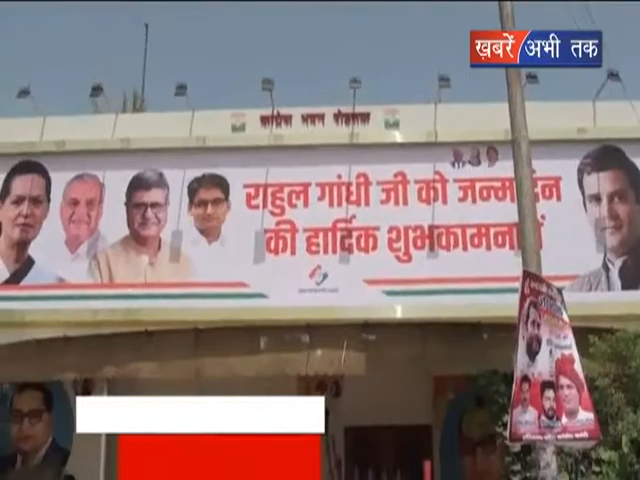 ख़बरें अभी तक
कांग्रेस भवन रोहतक
राहुल गांधी जी को जन्मदिन
की हार्दिक शुभकामनाएं